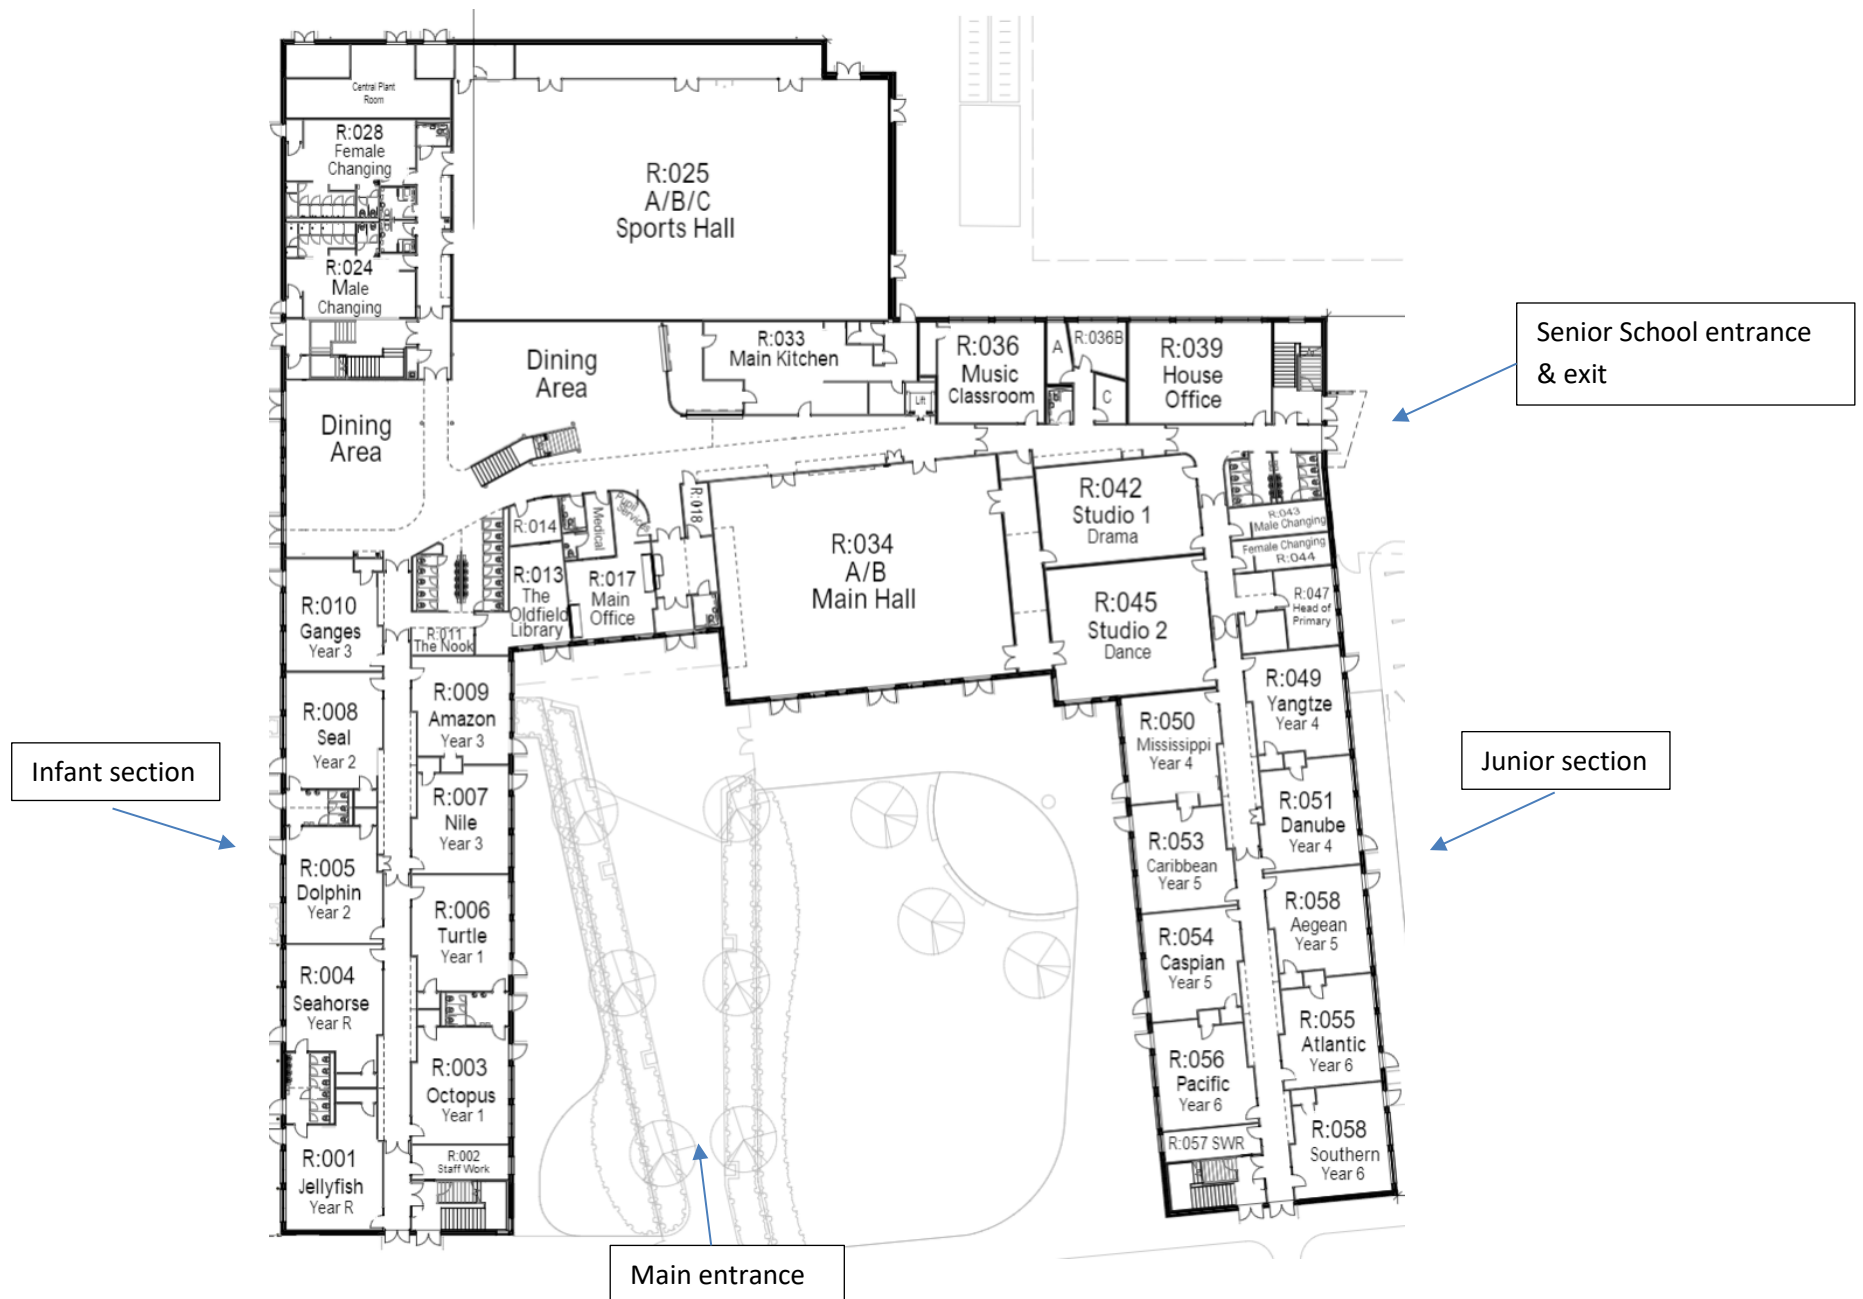 Central Plant
Room
R:028
Female
Changing
R:025
A/B/C
Sports Hall
R:024
Male
Changing
Dining
Area
R:033
Main Kitchen
Lift
R:036
Music
Classroom
A
R:036B
C
R:039
House
Office
Senior School entrance
& exit
Dining
Area
R:014
Medical
Pupil
Services
R:018
R:013
The
Oldfield
Library
R:017
Main
Office
R:034
A/B
Main Hall
R:042
Studio 1
Drama
R:043
Male Changing
Female Changing
R:044
R:045
Studio 2
Dance
R:047
Head of
Primary
R:010
Ganges
Year 3
R:011
The Nook
R:008
Seal
Year 2
R:009
Amazon
Year 3
R:007
Nile
Year 3
R:005
Dolphin
Year 2
R:006
Turtle
Year 1
R:004
Seahorse
Year R
R:003
Octopus
Year 1
R:001
Jellyfish
Year R
R:002
Staff Work
Infant section
R:049
Yangtze
Year 4
R:050
Mississippi
Year 4
R:051
Danube
Year 4
R:053
Caribbean
Year 5
R:058
Aegean
Year 5
R:054
Caspian
Year 5
R:055
Atlantic
Year 6
R:056
Pacific
Year 6
R:057 SWR
R:058
Southern
Year 6
Junior section
Main entrance